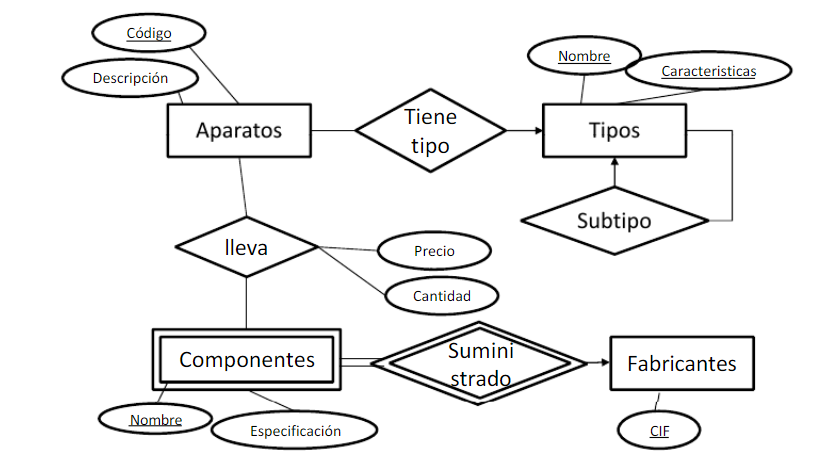 Código
Nombre
Descripción
Caracteristicas
Aparatos
Tiene
tipo
Tipos
Subtipo
lleva
Precio
Cantidad
Componentes
Sumini
strado
Fabricantes
Nombre
Especificación
CIF